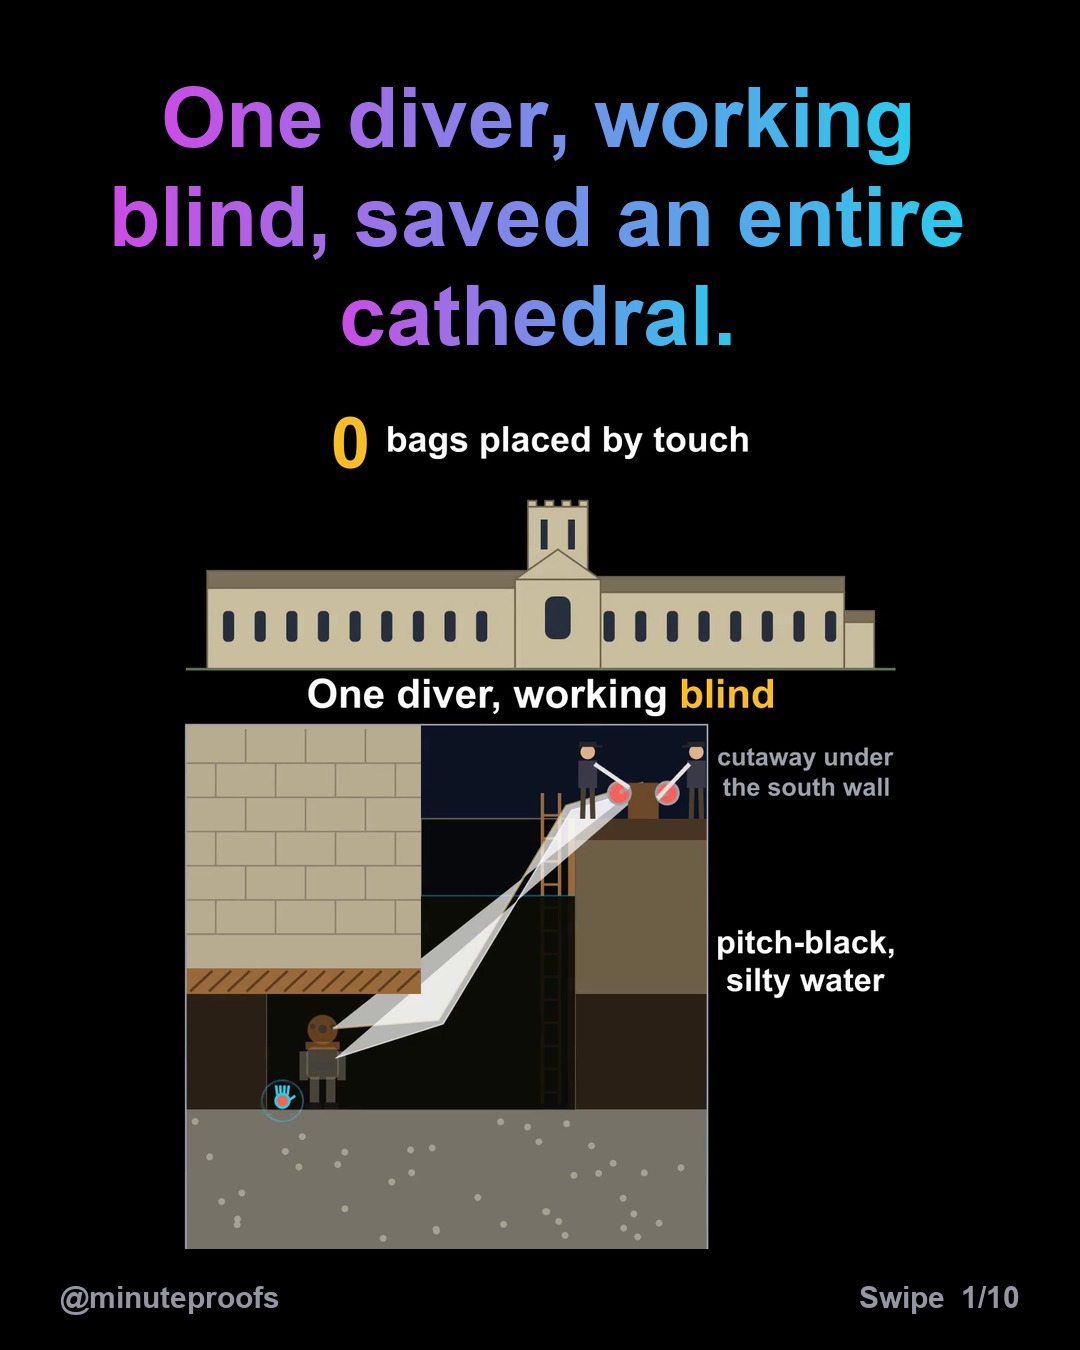 One diver, working
blind, saved an entire
cathedral.
0 bags placed by touch
One diver, working blind
cutaway under
the south wall
pitch-black,
silty water
@minuteproofs
Swipe 1/10